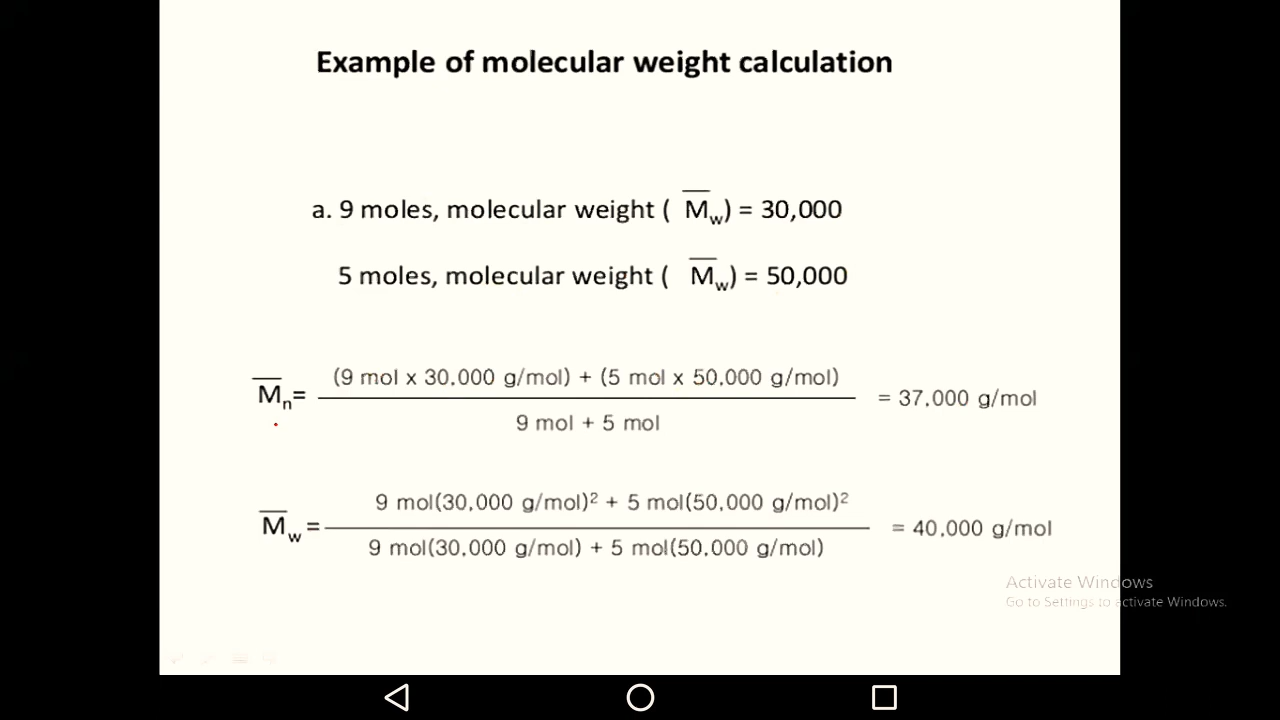 Example of molecular weight calculation
a. 9 moles, molecular weight ( M̅w) = 30,000
5 moles, molecular weight ( M̅w) = 50,000
M̅n= (9 mol x 30.000 g/mol) + (5 mol x 50.000 g/mol) = 37.000 g/mol
9 mol + 5 mol
M̅w = 9 mol(30,000 g/mol)² + 5 mol(50,000 g/mol)² = 40,000 g/mol
9 mol(30,000 g/mol) + 5 mol(50.000 g/mol)
Activate Windows
Go to Settings to activate Windows.